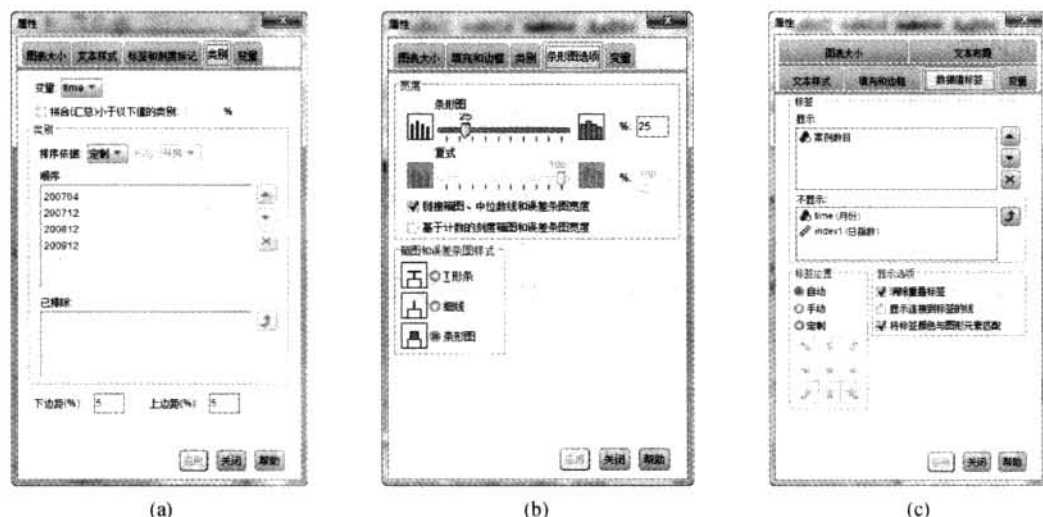 属性
图表大小 文本样式 标签和刻度标记 类别 变量
变量 time
拼合(汇总)小于以下值的类别: %
类别
排序依据: 定制
顺序
200704
200712
200812
200912
已排除:
下边距(%) 5 上边距(%): 5
应用 关闭 帮助
(a)
属性
图表大小 填充和边框 类别 条形图选项 变量
宽度
条形图
25
%: 25
复式
100
%: 100
链接箱图、中位数线和误差条图宽度
基于计数的刻度箱图和误差条图宽度
箱图和误差条图样式
T形条
细线
条形图
应用 关闭 帮助
(b)
属性
图表大小 文本布局
文本样式 填充和边框 数据值标签 变量
标签
显示:
案例数目
不显示:
time (月份)
index1 (总指数)
标签位置
自动
手动
定制
显示选项
消除重叠标签
显示连接到标签的线
将标签颜色与图形元素匹配
应用 关闭 帮助
(c)